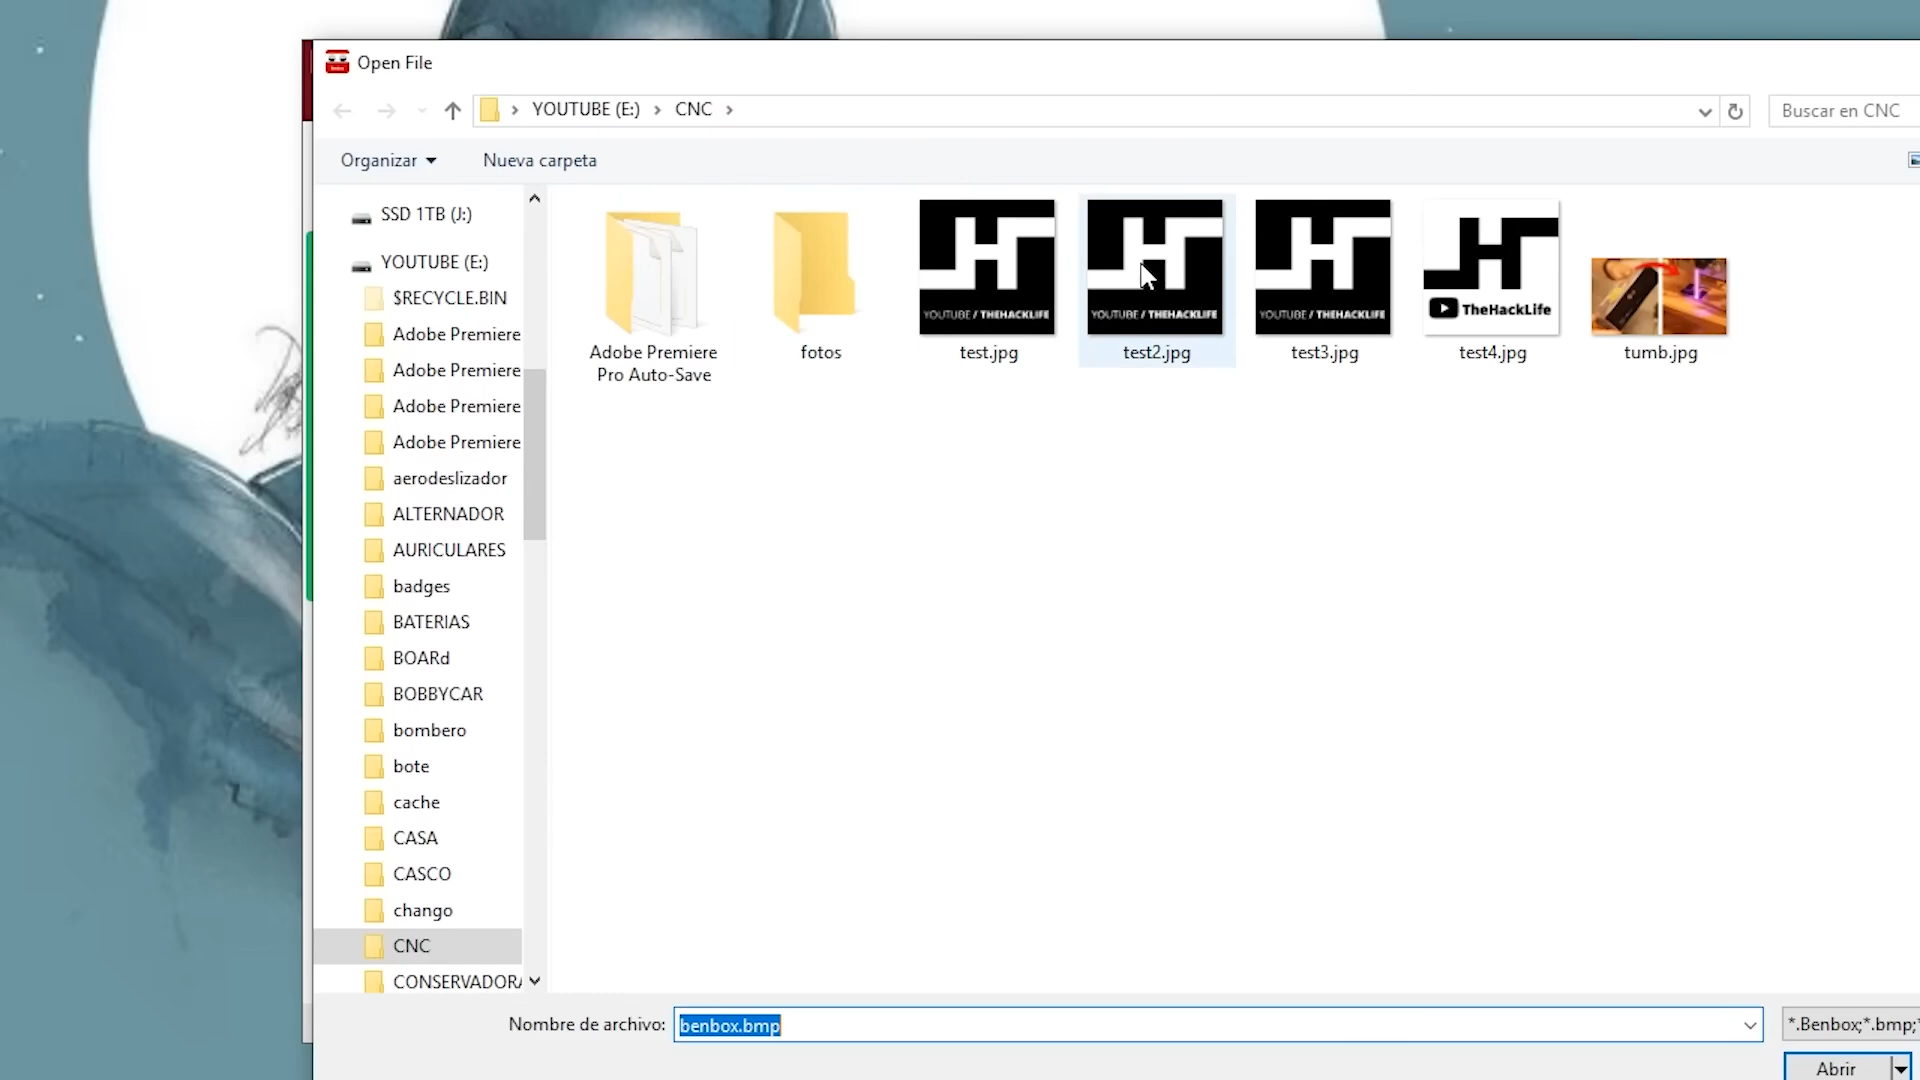 Open File
YOUTUBE (E:) CNC
Buscar en CNC
Organizar
Nueva carpeta
SSD 1TB (J:)
YOUTUBE (E:)
$RECYCLE.BIN
Adobe Premiere
Adobe Premiere
Adobe Premiere
Adobe Premiere
aerodeslizador
ALTERNADOR
AURICULARES
badges
BATERIAS
BOARd
BOBBYCAR
bombero
bote
cache
CASA
CASCO
chango
CNC
CONSERVADORA
Adobe Premiere
Pro Auto-Save
fotos
YOUTUBE / THEHACKLIFE
test.jpg
YOUTUBE / THEHACKLIFE
test2.jpg
YOUTUBE / THEHACKLIFE
test3.jpg
TheHackLife
test4.jpg
tumb.jpg
Nombre de archivo:
benbox.bmp
*.Benbox;*.bmp;*
Abrir